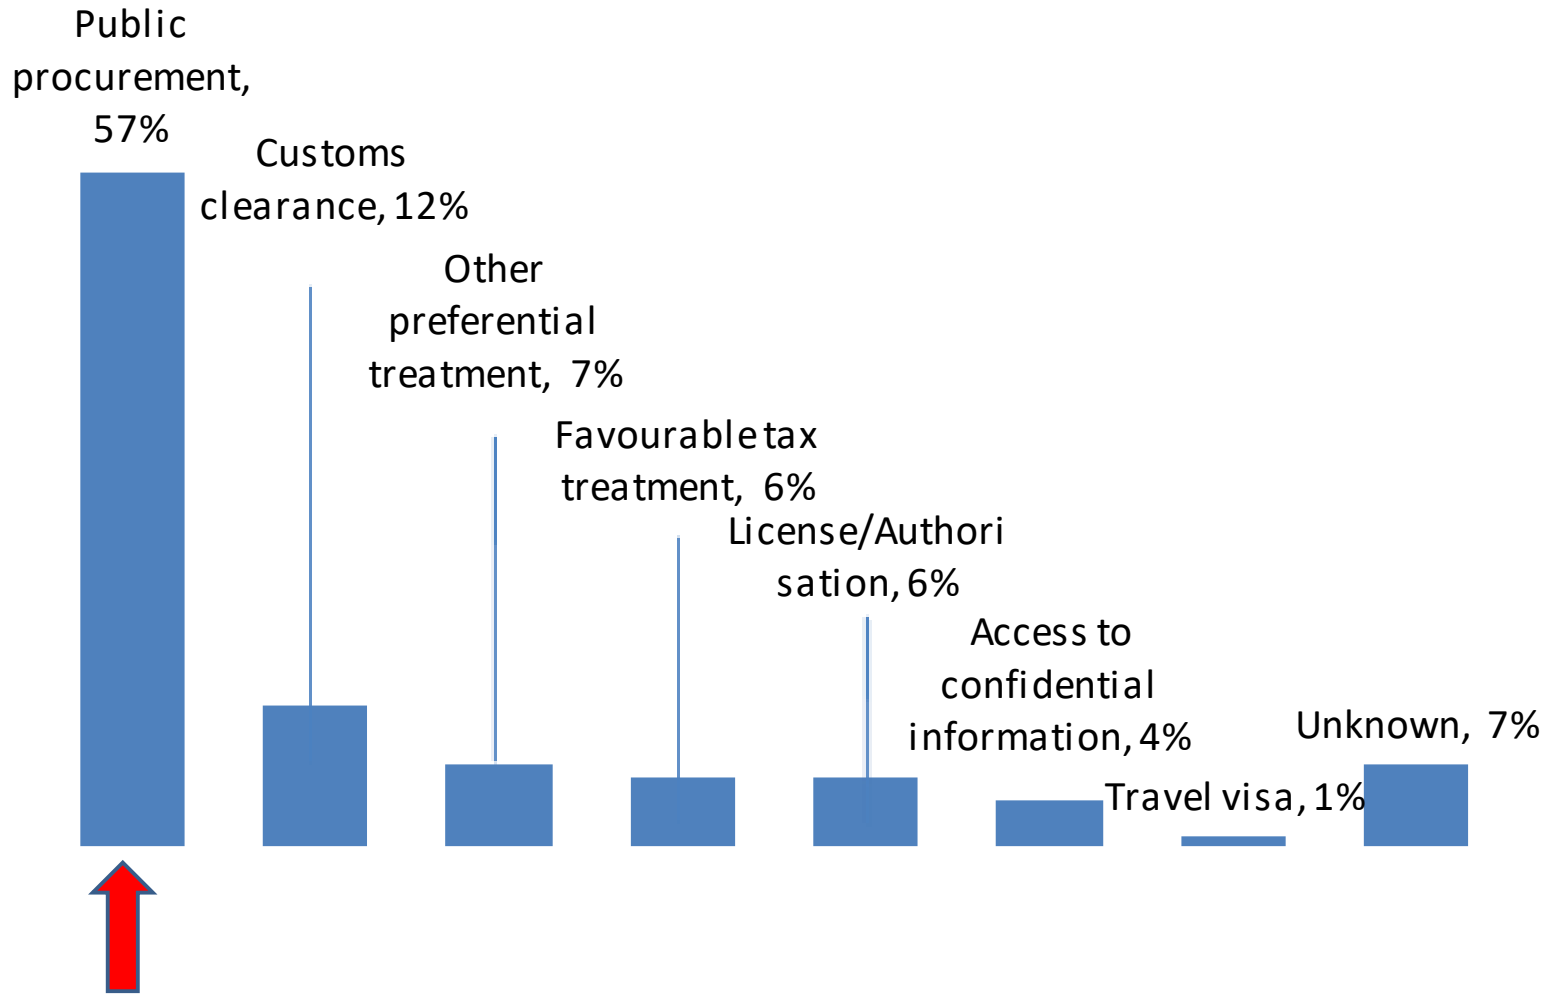 Public
procurement,
57%
Customs
clearance, 12%
Other
preferential
treatment, 7%
Favourable tax
treatment, 6%
License/Authori
sation, 6%
Access to
confidential
information, 4%
Travel visa, 1%
Unknown, 7%